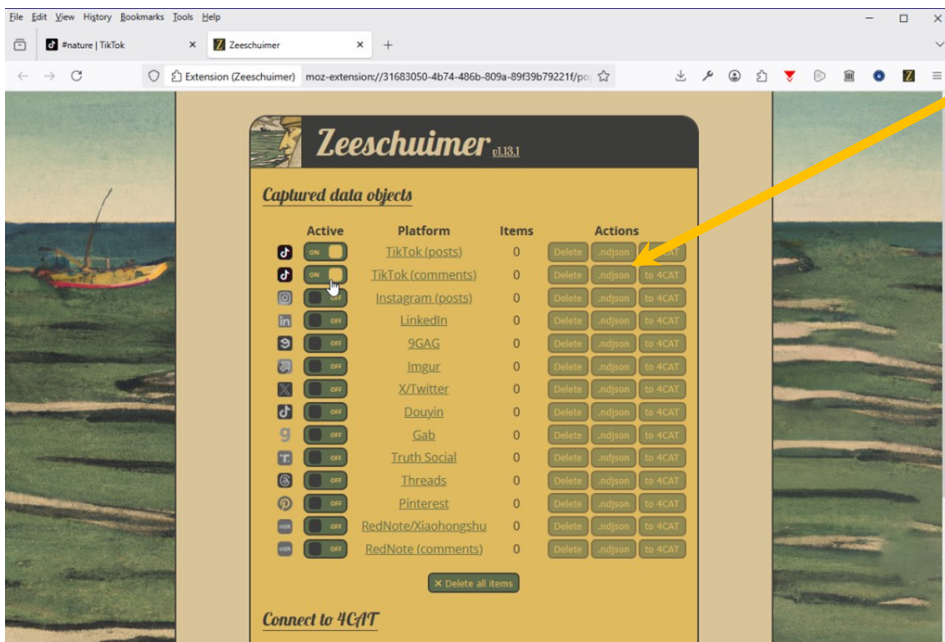 File Edit View History Bookmarks Tools Help
#nature | TikTok
Zeeschuimer
Extension (Zeeschuimer) moz-extension://31683050-4b74-486b-809a-89f39b79221f/po
Zeeschuimer v1.13.1
Captured data objects
Active Platform Items Actions
ON TikTok (posts) 0 Delete .ndjson CAT
ON TikTok (comments) 0 Delete .ndjson to 4CAT
OFF Instagram (posts) 0 Delete .ndjson to 4CAT
OFF LinkedIn 0 Delete .ndjson to 4CAT
OFF 9GAG 0 Delete .ndjson to 4CAT
OFF Imgur 0 Delete .ndjson to 4CAT
OFF X/Twitter 0 Delete .ndjson to 4CAT
OFF Douyin 0 Delete .ndjson to 4CAT
OFF Gab 0 Delete .ndjson to 4CAT
OFF Truth Social 0 Delete .ndjson to 4CAT
OFF Threads 0 Delete .ndjson to 4CAT
OFF Pinterest 0 Delete .ndjson to 4CAT
OFF RedNote/Xiaohongshu 0 Delete .ndjson to 4CAT
OFF RedNote (comments) 0 Delete .ndjson to 4CAT
× Delete all items
Connect to 4CAT